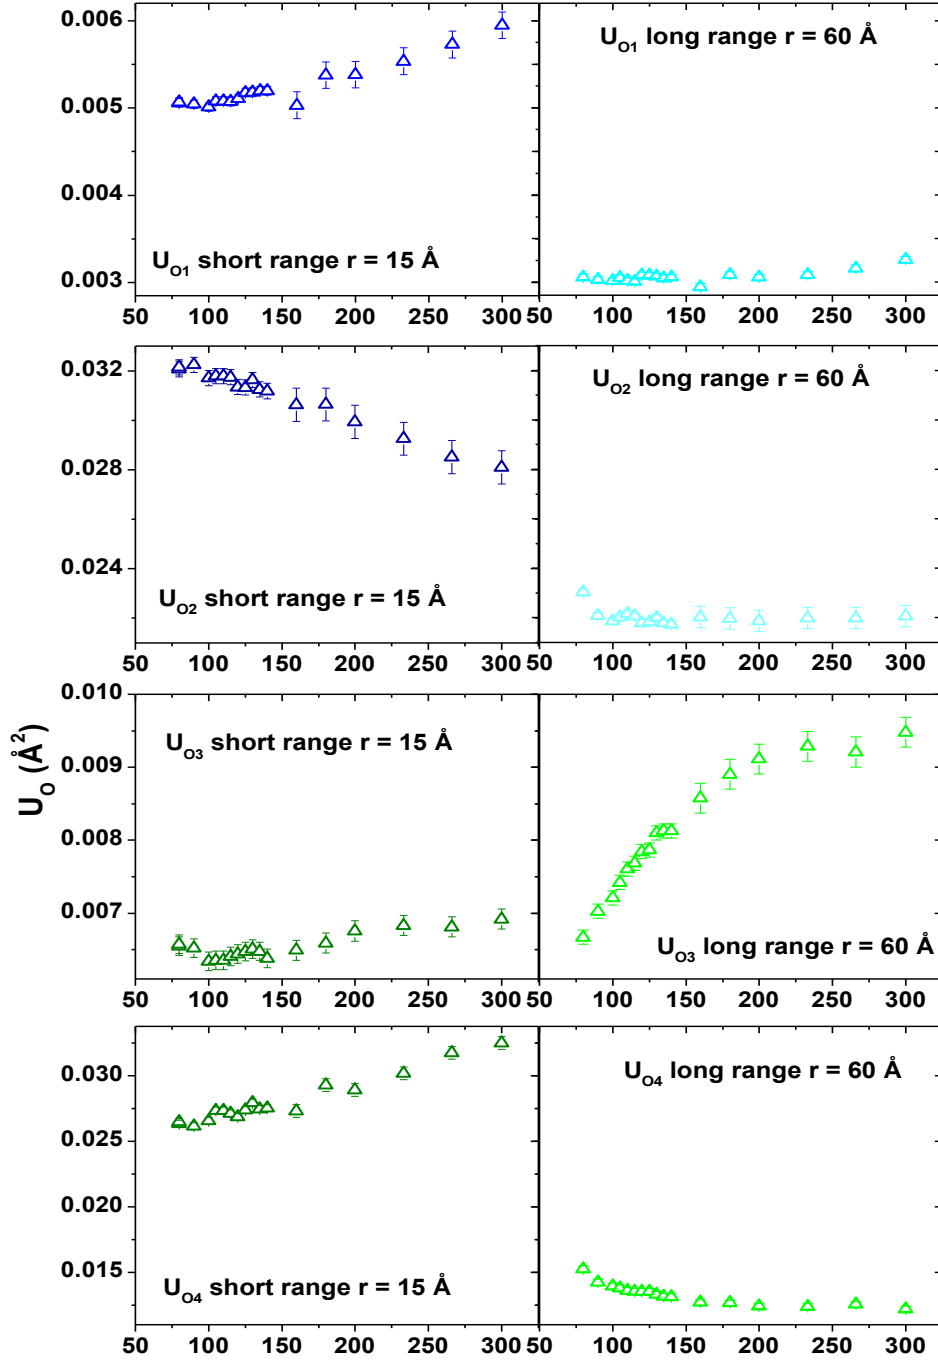 0.006
0.005
0.004
0.003
U_O1 short range r = 15 Å
U_O1 long range r = 60 Å
50 100 150 200 250 300 50 100 150 200 250 300
0.032
0.028
0.024
U_O2 short range r = 15 Å
U_O2 long range r = 60 Å
50 100 150 200 250 300 50 100 150 200 250 300
U_O (Å²)
0.010
0.009
0.008
0.007
U_O3 short range r = 15 Å
U_O3 long range r = 60 Å
50 100 150 200 250 300 50 100 150 200 250 300
0.030
0.025
0.020
0.015
U_O4 short range r = 15 Å
U_O4 long range r = 60 Å
50 100 150 200 250 300 50 100 150 200 250 300